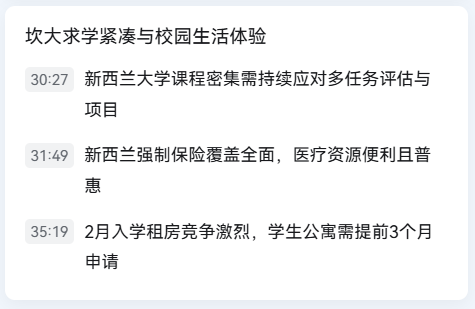 坎大求学紧凑与校园生活体验
30:27 新西兰大学课程密集需持续应对多任务评估与
项目
31:49 新西兰强制保险覆盖全面，医疗资源便利且普
惠
35:19 2月入学租房竞争激烈，学生公寓需提前3个月
申请